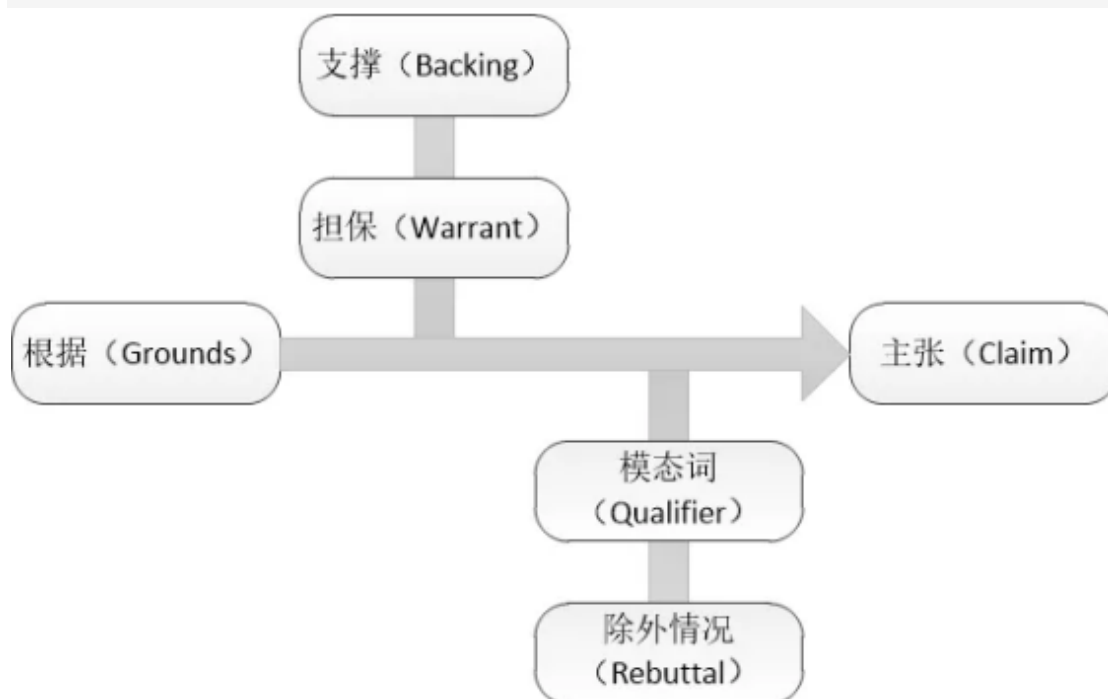 支撑（Backing）
担保（Warrant）
根据（Grounds）
主张（Claim）
模态词
（Qualifier）
除外情况
（Rebuttal）